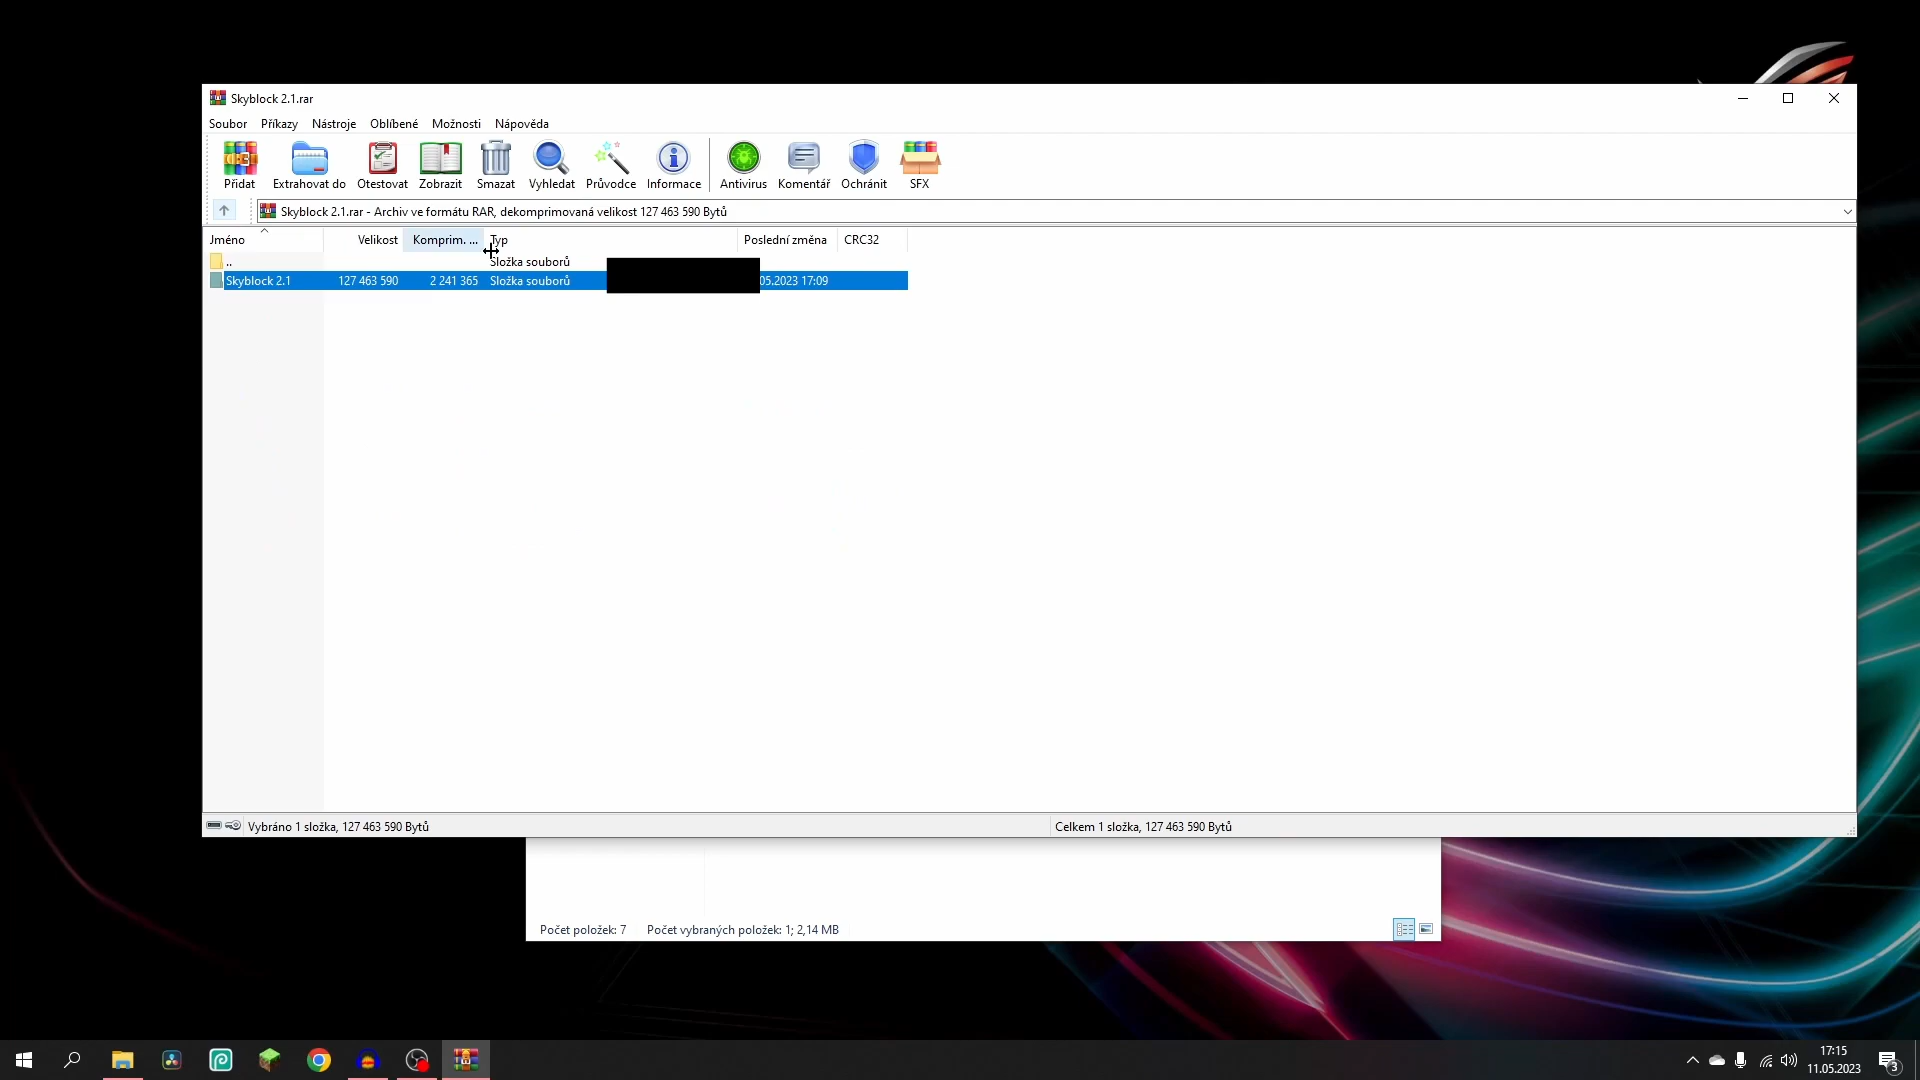 Skyblock 2.1.rar
Soubor Příkazy Nástroje Oblíbené Možnosti Nápověda
Přidat Extrahovat do Otestovat Zobrazit Smazat Vyhledat Průvodce Informace Antivirus Komentář Ochránit SFX
Skyblock 2.1.rar - Archiv ve formátu RAR, dekomprimovaná velikost 127 463 590 Bytů
Jméno Velikost Komprim. ... Typ Poslední změna CRC32
.. Složka souborů
Skyblock 2.1 127 463 590 2 241 365 Složka souborů 05.2023 17:09
Vybráno 1 složka, 127 463 590 Bytů Celkem 1 složka, 127 463 590 Bytů
Počet položek: 7 Počet vybraných položek: 1; 2,14 MB
17:15
11.05.2023
3